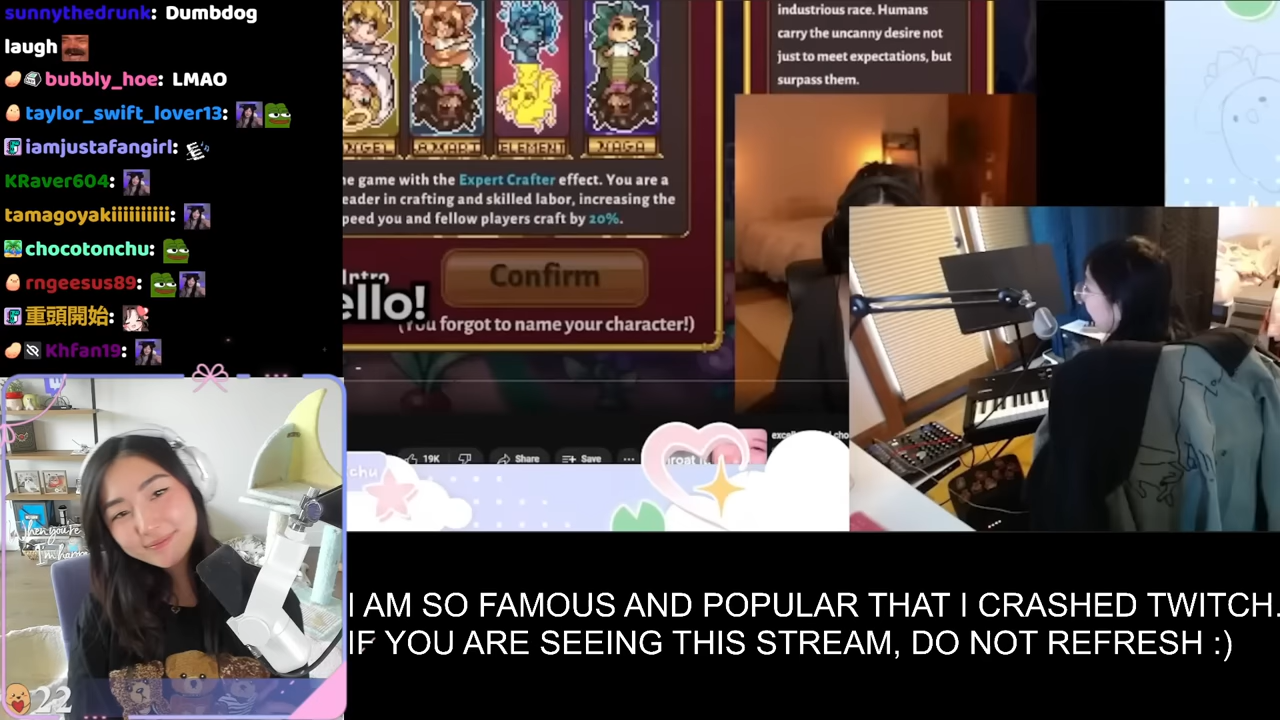 sunnythedrunk: Dumbdog
laugh
bubbly_hoe: LMAO
taylor_swift_lover13:
iamjustafangirl:
KRaver604:
tamagoyakiiiiiiiiii:
chocotonchu:
rngeesus89:
重頭開始:
Khfan19:
22
NGEL
ELEMENT
NAGA
he game with the Expert Crafter effect. You are a
eader in crafting and skilled labor, increasing the
peed you and fellow players craft by 20%.
Intro
Confirm
ello!
(You forgot to name your character!)
industrious race. Humans
carry the uncanny desire not
just to meet expectations, but
surpass them.
19K
Share
Save
chu
I AM SO FAMOUS AND POPULAR THAT I CRASHED TWITCH.
IF YOU ARE SEEING THIS STREAM, DO NOT REFRESH :)